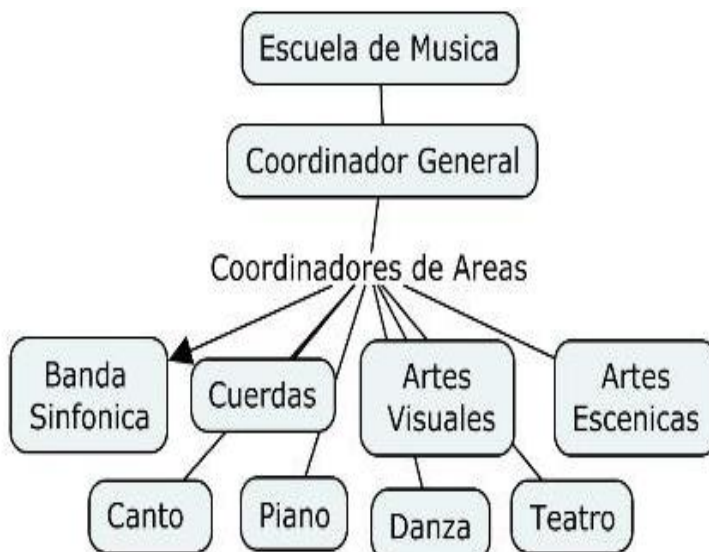 Escuela de Musica
Coordinador General
Coordinadores de Areas
Banda
Sinfonica
Cuerdas
Artes
Visuales
Artes
Escenicas
Canto
Piano
Danza
Teatro